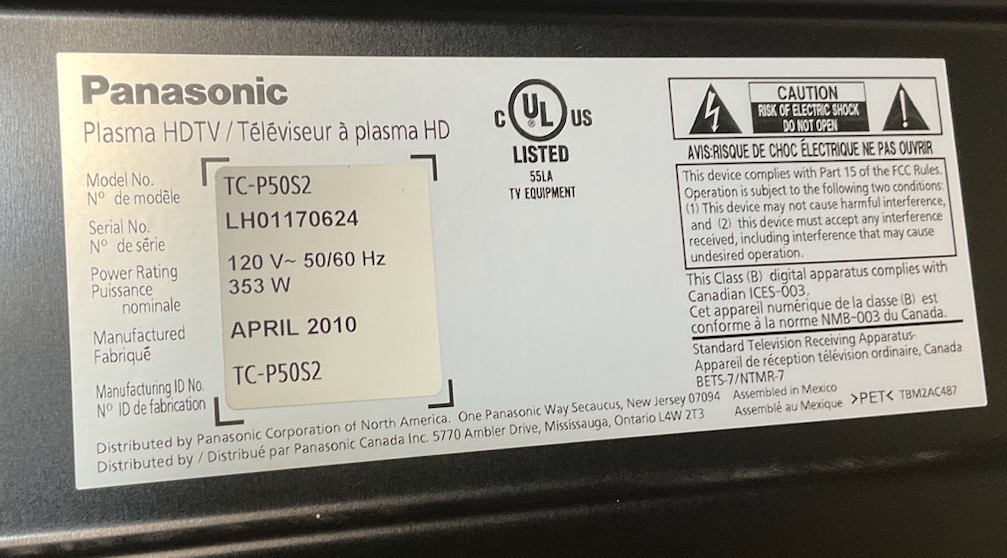 Panasonic
Plasma HDTV / Téléviseur à plasma HD
Model No.
Nº de modèle
TC-P50S2
Serial No.
Nº de série
LH01170624
Power Rating
Puissance
nominale
120 V~ 50/60 Hz
353 W
Manufactured
Fabriqué
APRIL 2010
Manufacturing ID No.
Nº ID de fabrication
TC-P50S2
C UL US
®
LISTED
55LA
TV EQUIPMENT
CAUTION
RISK OF ELECTRIC SHOCK
DO NOT OPEN
AVIS:RISQUE DE CHOC ÉLECTRIQUE NE PAS OUVRIR
This device complies with Part 15 of the FCC Rules.
Operation is subject to the following two conditions:
(1) This device may not cause harmful interference,
and (2) this device must accept any interference
received, including interference that may cause
undesired operation.
This Class (B) digital apparatus complies with
Canadian ICES-003.
Cet appareil numérique de la classe (B) est
conforme à la norme NMB-003 du Canada.
Standard Television Receiving Apparatus-
Appareil de réception télévision ordinaire, Canada
BETS-7/NTMR-7
Distributed by Panasonic Corporation of North America. One Panasonic Way Secaucus, New Jersey 07094
Distributed by / Distribué par Panasonic Canada Inc. 5770 Ambler Drive, Mississauga, Ontario L4W 2T3
Assembled in Mexico
Assemblé au Mexique
>PET< TBM2AC487